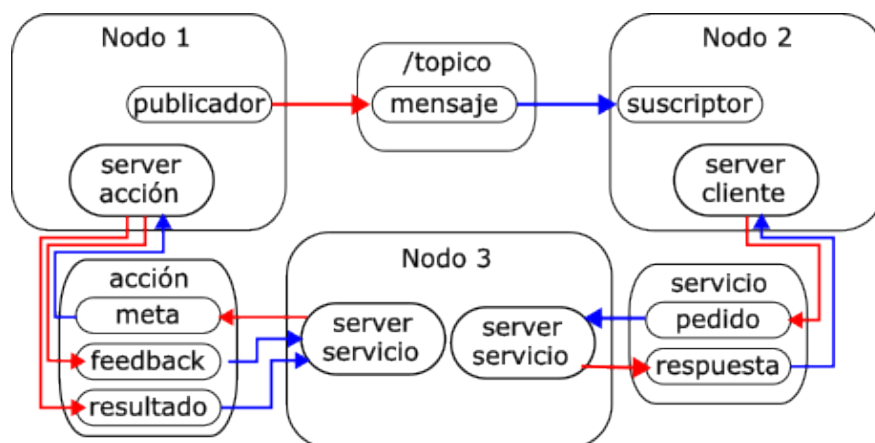 Nodo 1
publicador
server
acción
/topico
mensaje
Nodo 2
suscriptor
server
cliente
acción
meta
feedback
resultado
Nodo 3
server
servicio
server
servicio
servicio
pedido
respuesta